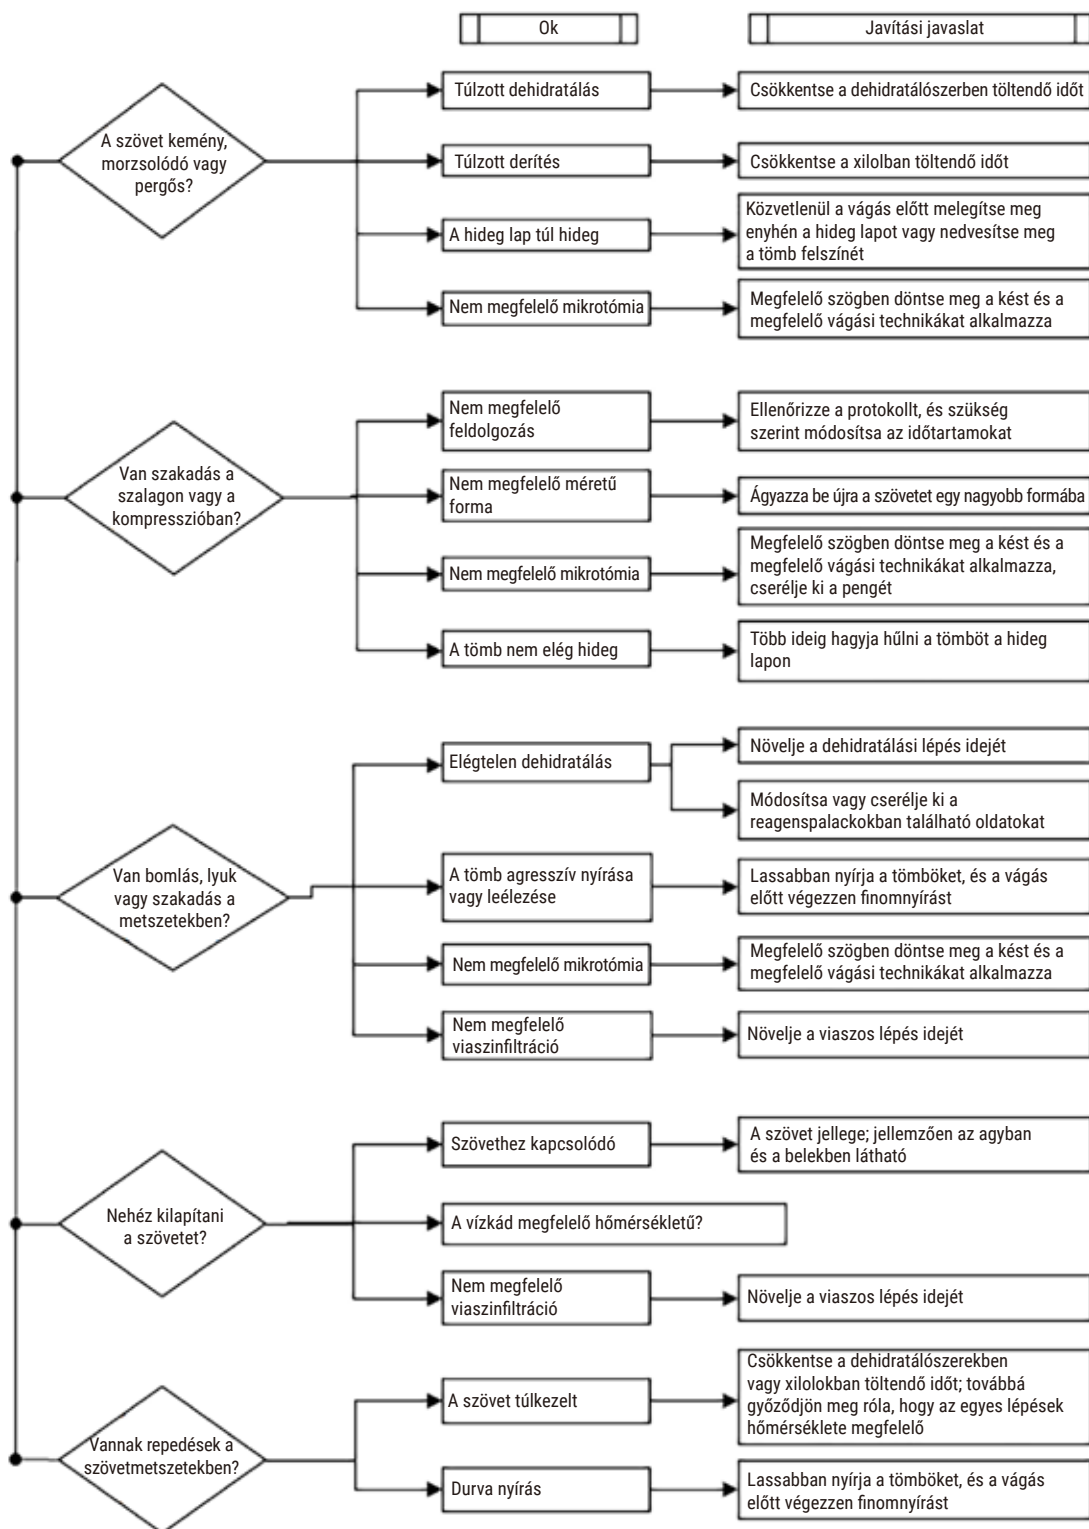 Ok
Javítási javaslat
A szövet kemény,
morzsolódó vagy
pergős?
Túlzott dehidratálás
Csökkentse a dehidratálószerben töltendő időt
Túlzott derítés
Csökkentse a xilolban töltendő időt
A hideg lap túl hideg
Közvetlenül a vágás előtt melegítse meg
enyhén a hideg lapot vagy nedvesítse meg
a tömb felszínét
Nem megfelelő mikrotómia
Megfelelő szögben döntse meg a kést és a
megfelelő vágási technikákat alkalmazza
Van szakadás a
szalagon vagy a
kompresszióban?
Nem megfelelő
feldolgozás
Ellenőrizze a protokollt, és szükség
szerint módosítsa az időtartamokat
Nem megfelelő méretű
forma
Ágyazza be újra a szövetet egy nagyobb formába
Nem megfelelő mikrotómia
Megfelelő szögben döntse meg a kést és a
megfelelő vágási technikákat alkalmazza,
cserélje ki a pengét
A tömb nem elég hideg
Több ideig hagyja hűlni a tömböt a hideg
lapon
Van bomlás, lyuk
vagy szakadás a
metszetekben?
Elégtelen dehidratálás
Növelje a dehidratálási lépés idejét
Módosítsa vagy cserélje ki a
reagenspalackokban található oldatokat
A tömb agresszív nyírása
vagy leélezése
Lassabban nyírja a tömböket, és a vágás
előtt végezzen finomnyírást
Nem megfelelő mikrotómia
Megfelelő szögben döntse meg a kést és a
megfelelő vágási technikákat alkalmazza
Nem megfelelő
viaszinfiltráció
Növelje a viaszos lépés idejét
Nehéz kilapítani
a szövetet?
Szövethez kapcsolódó
A szövet jellege; jellemzően az agyban
és a belekben látható
A vízkád megfelelő hőmérsékletű?
Nem megfelelő
viaszinfiltráció
Növelje a viaszos lépés idejét
Vannak repedések a
szövetmetszetekben?
A szövet túlkezelt
Csökkentse a dehidratálószerekben
vagy xilolokban töltendő időt; továbbá
győződjön meg róla, hogy az egyes lépések
hőmérséklete megfelelő
Durva nyírás
Lassabban nyírja a tömböket, és a vágás
előtt végezzen finomnyírást